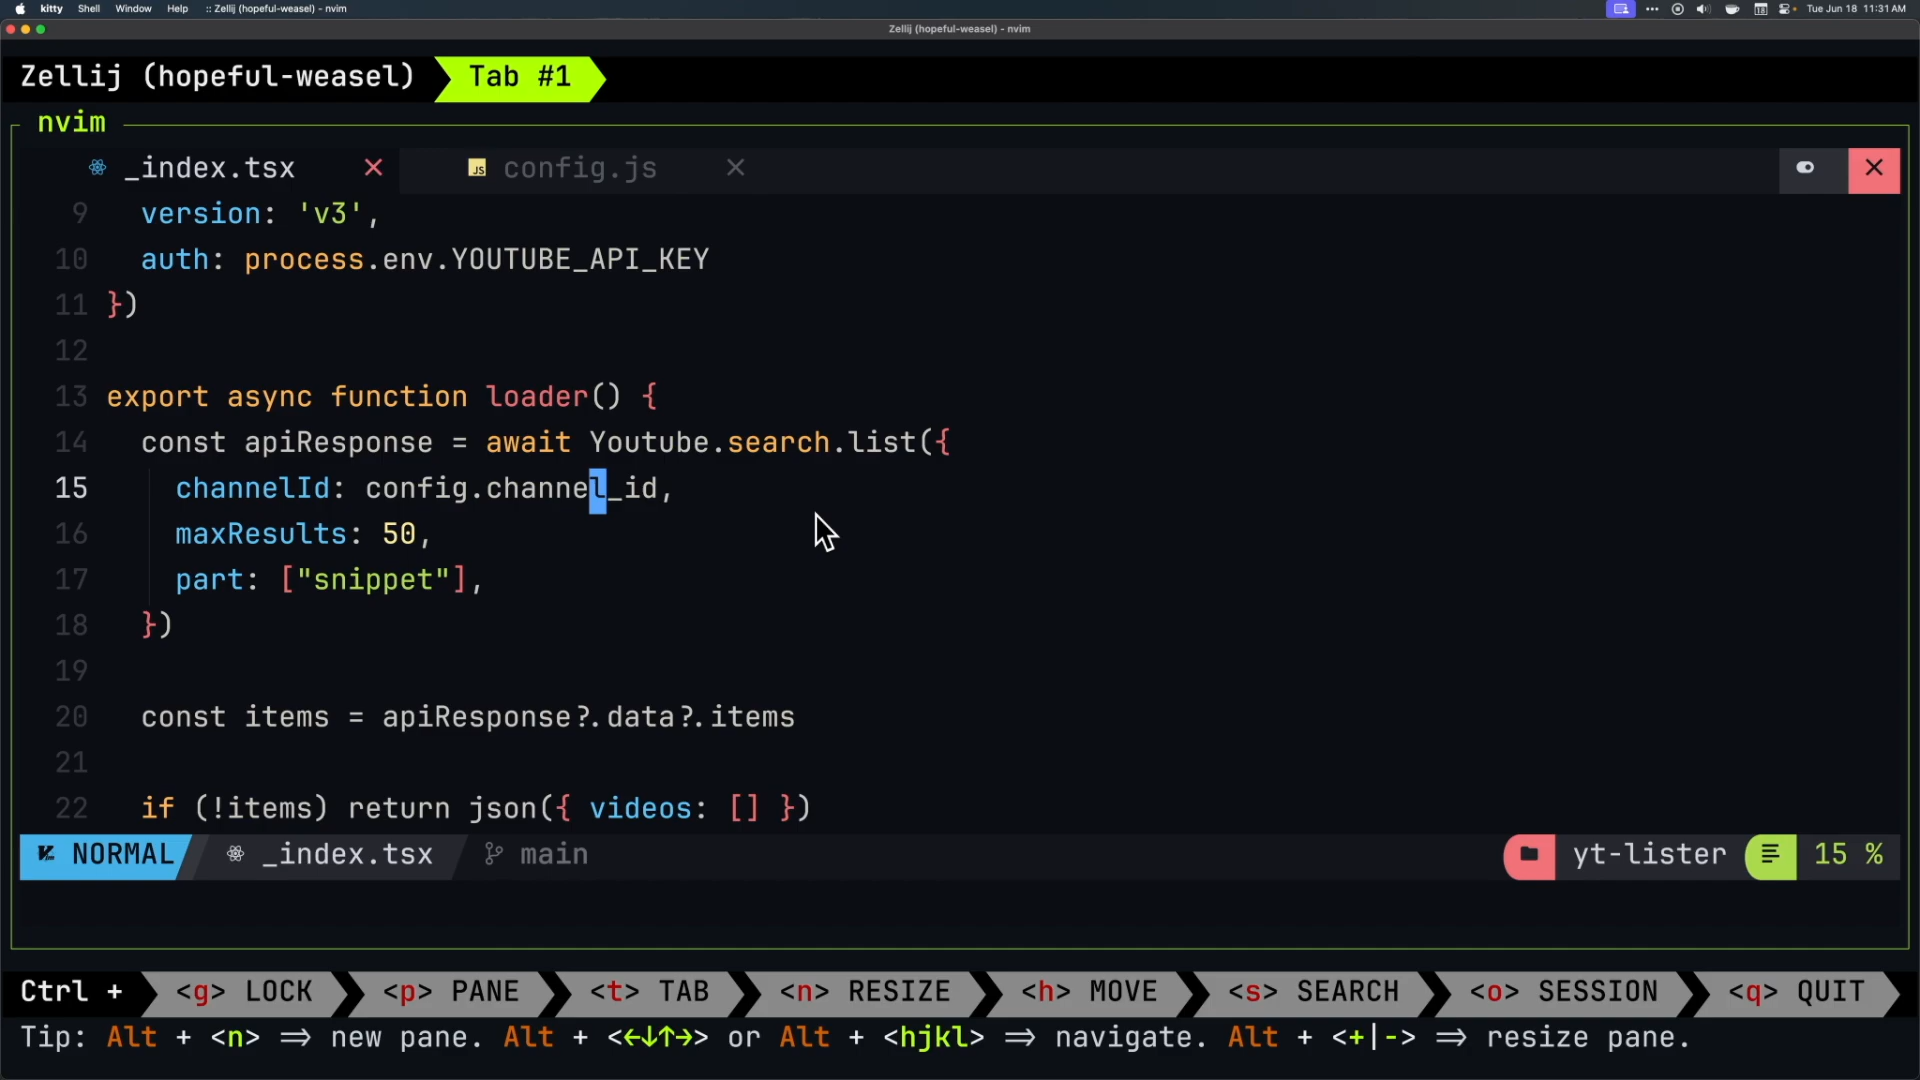 kitty Shell Window Help :: Zellij (hopeful-weasel) - nvim Tue Jun 18 11:31 AM
Zellij (hopeful-weasel) - nvim
Zellij (hopeful-weasel) Tab #1
nvim
_index.tsx config.js
9 version: 'v3',
10 auth: process.env.YOUTUBE_API_KEY
11 })
12
13 export async function loader() {
14 const apiResponse = await Youtube.search.list({
15 channelId: config.channel_id,
16 maxResults: 50,
17 part: ["snippet"],
18 })
19
20 const items = apiResponse?.data?.items
21
22 if (!items) return json({ videos: [] })
NORMAL _index.tsx main yt-lister 15 %
Ctrl + <g> LOCK <p> PANE <t> TAB <n> RESIZE <h> MOVE <s> SEARCH <o> SESSION <q> QUIT
Tip: Alt + <n> => new pane. Alt + <←↓↑→> or Alt + <hjkl> => navigate. Alt + <+|-> => resize pane.